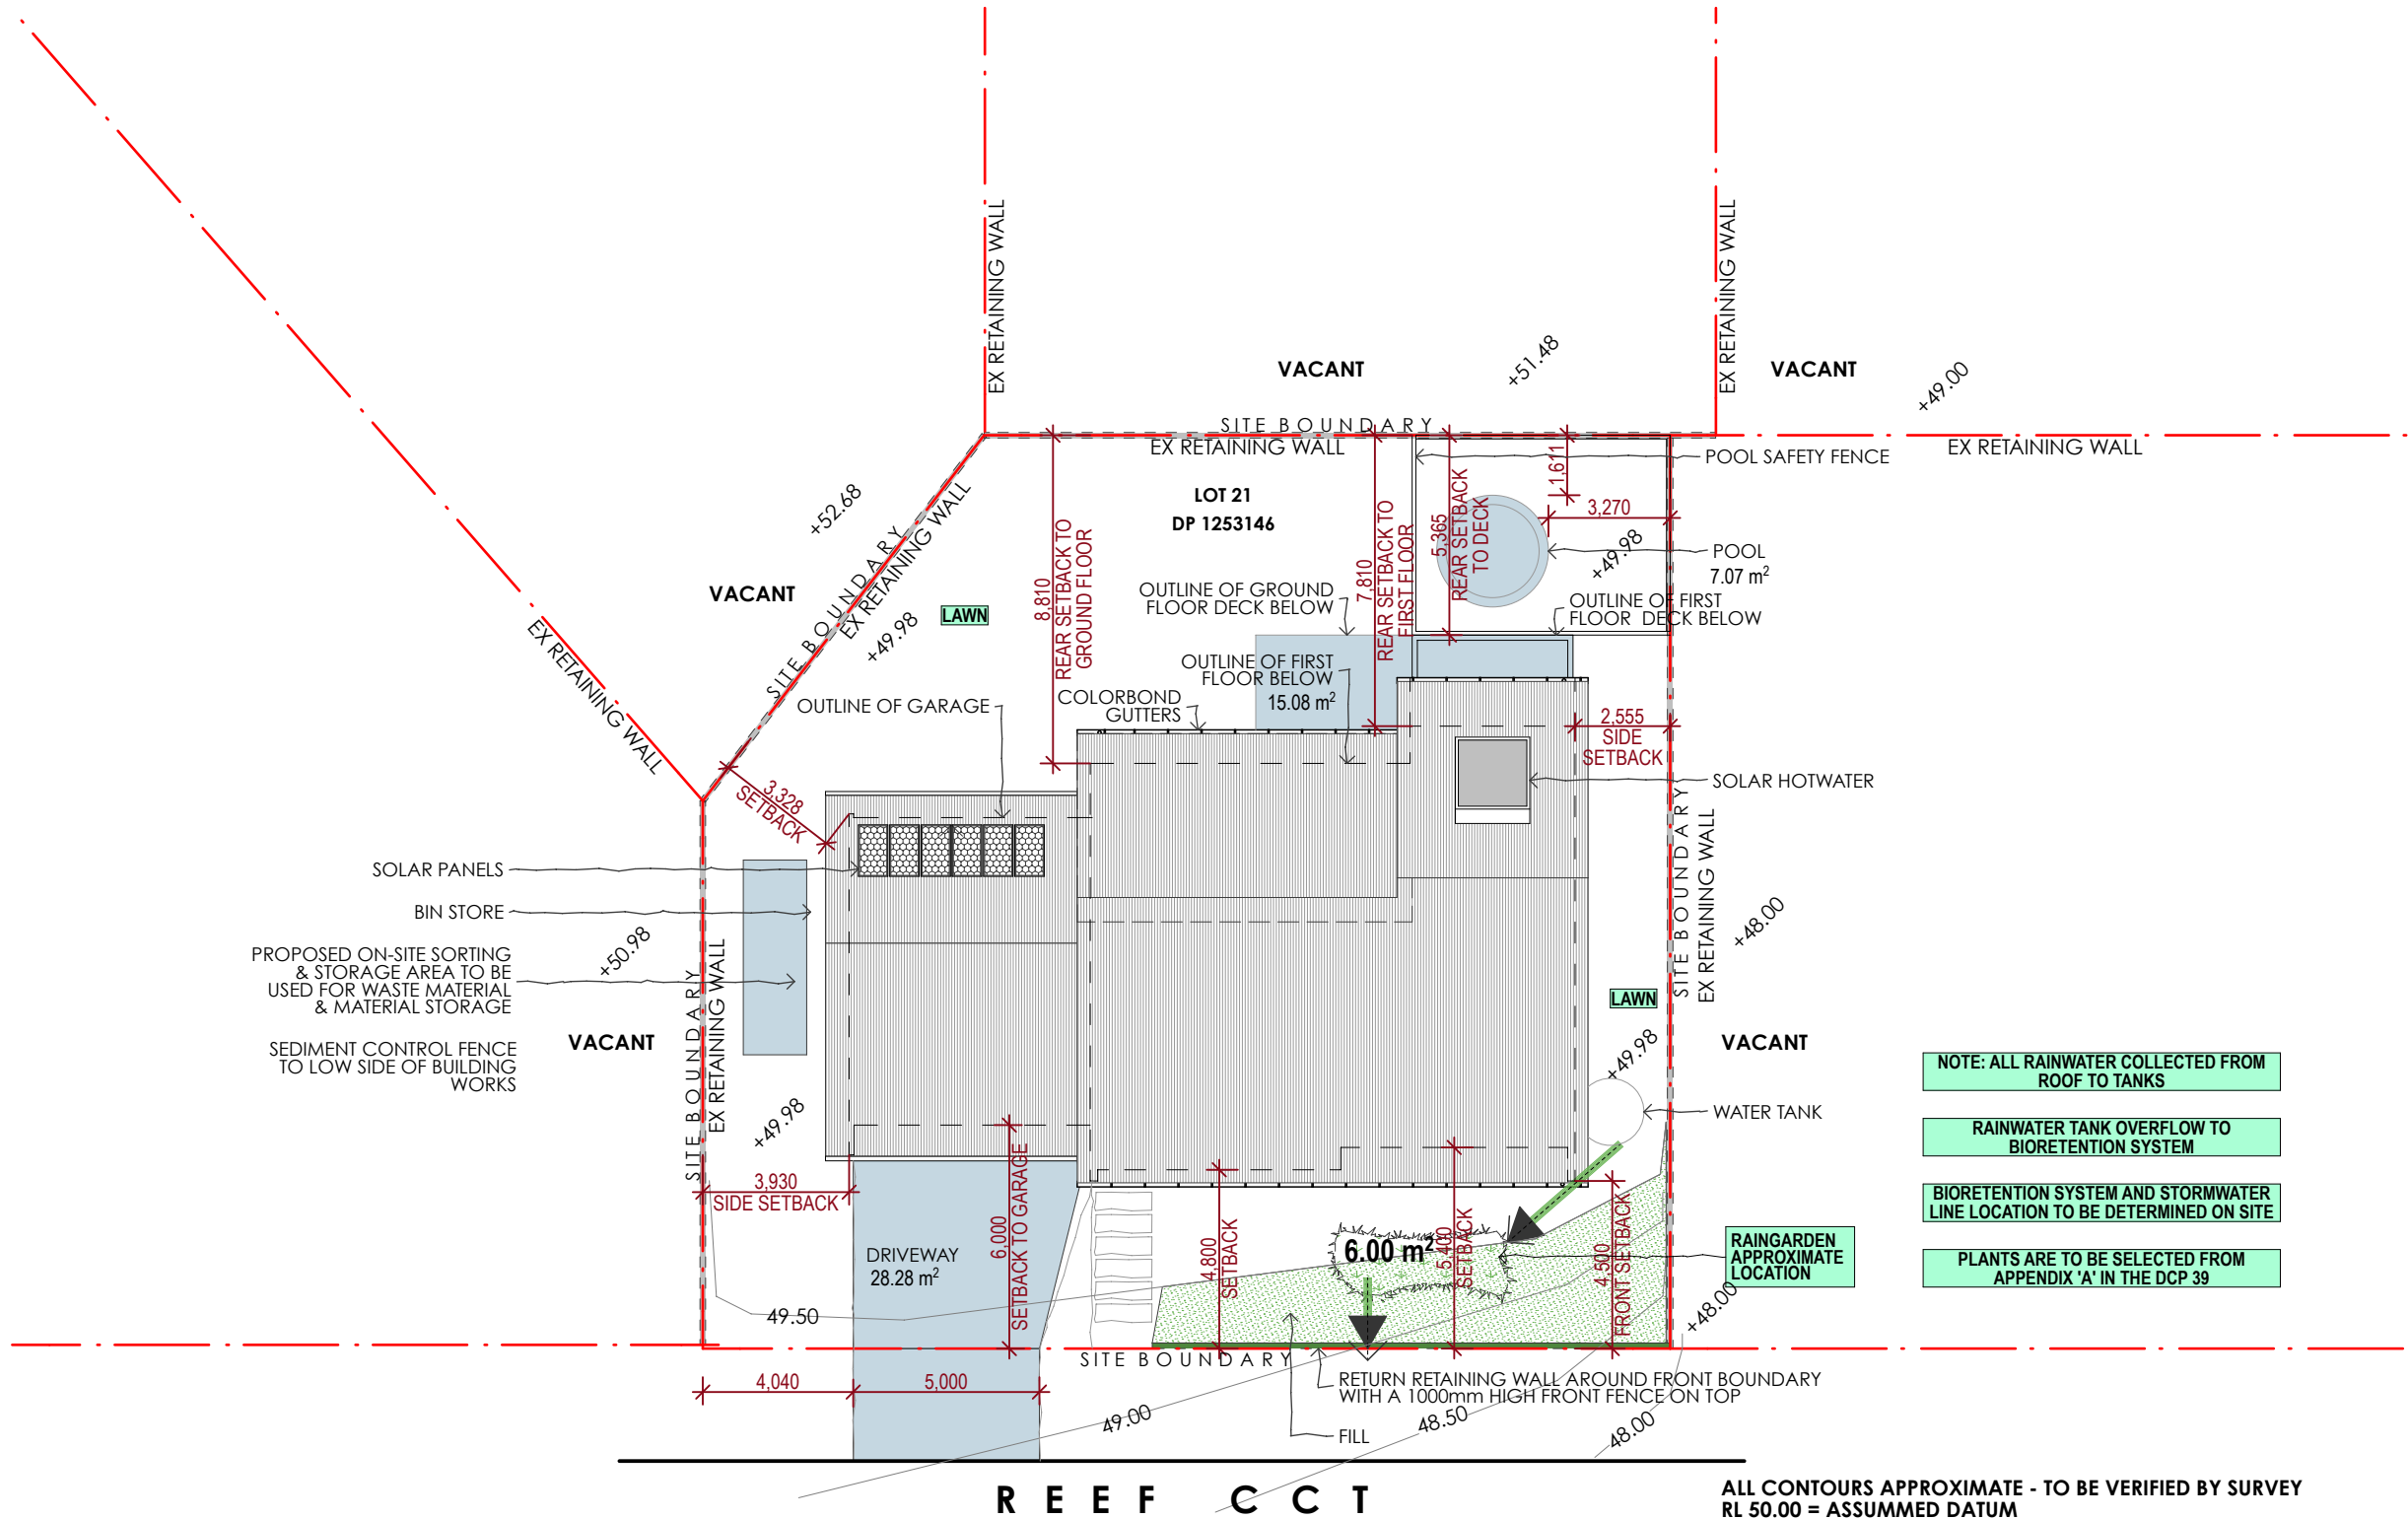 EX RETAINING WALL
EX RETAINING WALL
VACANT
+51.48
VACANT
+49.00
SITE BOUNDARY
EX RETAINING WALL
EX RETAINING WALL
POOL SAFETY FENCE
1,611
3,270
LOT 21
DP 1253146
+52.68
SITE BOUNDARY
EX RETAINING WALL
+49.98
VACANT
LAWN
EX RETAINING WALL
8,810
REAR SETBACK TO
GROUND FLOOR
7,810
REAR SETBACK TO
FIRST FLOOR
5,365
REAR SETBACK
TO DECK
+49.98
POOL
7.07 m²
OUTLINE OF GROUND
FLOOR DECK BELOW
OUTLINE OF FIRST
FLOOR DECK BELOW
OUTLINE OF FIRST
FLOOR BELOW
15.08 m²
COLORBOND
GUTTERS
OUTLINE OF GARAGE
2,555
SIDE
SETBACK
SOLAR HOTWATER
3,328
SETBACK
SOLAR PANELS
BIN STORE
+50.98
PROPOSED ON-SITE SORTING
& STORAGE AREA TO BE
USED FOR WASTE MATERIAL
& MATERIAL STORAGE
SEDIMENT CONTROL FENCE
TO LOW SIDE OF BUILDING
WORKS
VACANT
SITE BOUNDARY
EX RETAINING WALL
+49.98
SITE BOUNDARY
EX RETAINING WALL
+48.00
LAWN
+49.98
VACANT
WATER TANK
NOTE: ALL RAINWATER COLLECTED FROM
ROOF TO TANKS
RAINWATER TANK OVERFLOW TO
BIORETENTION SYSTEM
BIORETENTION SYSTEM AND STORMWATER
LINE LOCATION TO BE DETERMINED ON SITE
PLANTS ARE TO BE SELECTED FROM
APPENDIX 'A' IN THE DCP 39
3,930
SIDE SETBACK
6,000
SETBACK TO GARAGE
DRIVEWAY
28.28 m²
4,800
SETBACK
6.00 m²
5,400
SETBACK
4,500
FRONT SETBACK
RAINGARDEN
APPROXIMATE
LOCATION
+48.00
49.50
SITE BOUNDARY
4,040
5,000
RETURN RETAINING WALL AROUND FRONT BOUNDARY
WITH A 1000mm HIGH FRONT FENCE ON TOP
49.00
48.50
48.00
FILL
REEF CCT
ALL CONTOURS APPROXIMATE - TO BE VERIFIED BY SURVEY
RL 50.00 = ASSUMMED DATUM